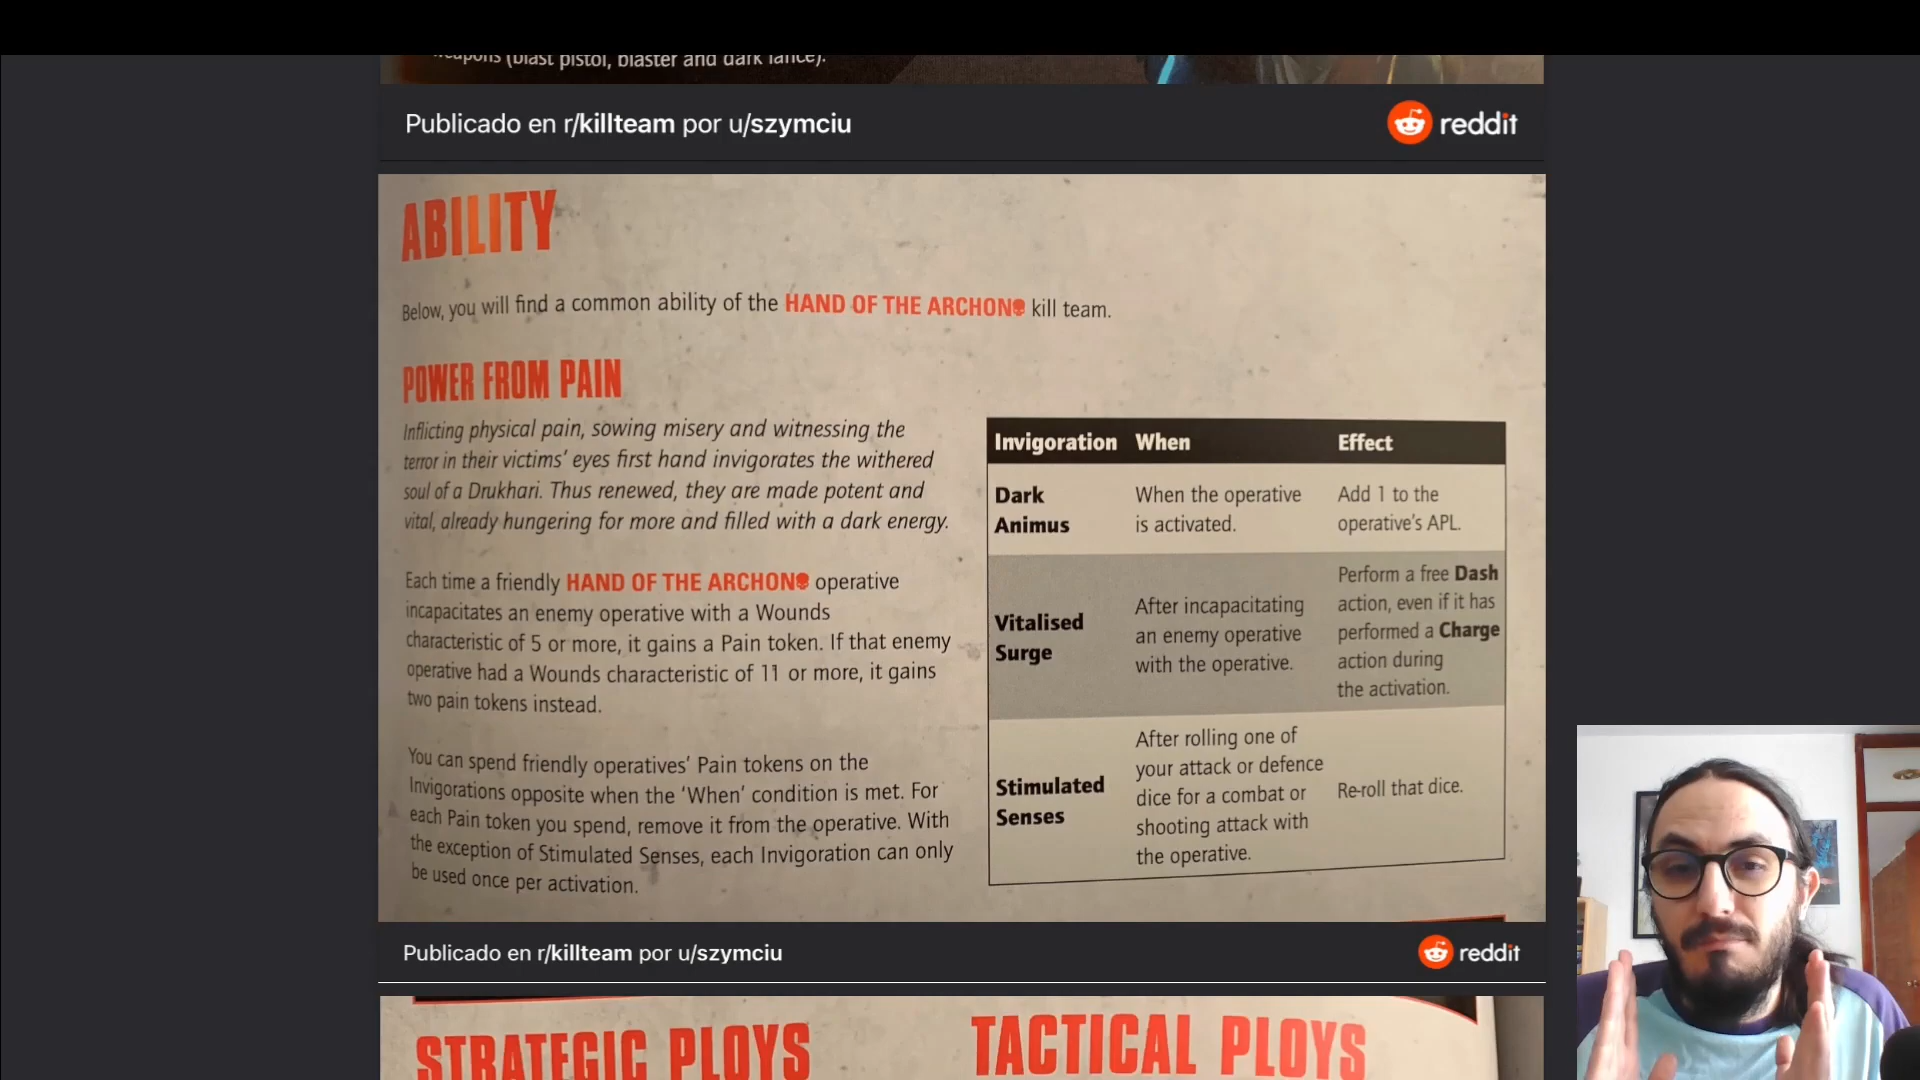 weapons (blast pistol, blaster and dark lance).
Publicado en r/killteam por u/szymciu
reddit
ABILITY
Below, you will find a common ability of the HAND OF THE ARCHON kill team.
POWER FROM PAIN
Inflicting physical pain, sowing misery and witnessing the
terror in their victims' eyes first hand invigorates the withered
soul of a Drukhari. Thus renewed, they are made potent and
vital, already hungering for more and filled with a dark energy.
Each time a friendly HAND OF THE ARCHON operative
incapacitates an enemy operative with a Wounds
characteristic of 5 or more, it gains a Pain token. If that enemy
operative had a Wounds characteristic of 11 or more, it gains
two pain tokens instead.
You can spend friendly operatives' Pain tokens on the
Invigorations opposite when the 'When' condition is met. For
each Pain token you spend, remove it from the operative. With
the exception of Stimulated Senses, each Invigoration can only
be used once per activation.
Invigoration When Effect
Dark
Animus
When the operative
is activated.
Add 1 to the
operative's APL.
Vitalised
Surge
After incapacitating
an enemy operative
with the operative.
Perform a free Dash
action, even if it has
performed a Charge
action during
the activation.
Stimulated
Senses
After rolling one of
your attack or defence
dice for a combat or
shooting attack with
the operative.
Re-roll that dice.
Publicado en r/killteam por u/szymciu
reddit
STRATEGIC PLOYS
TACTICAL PLOYS